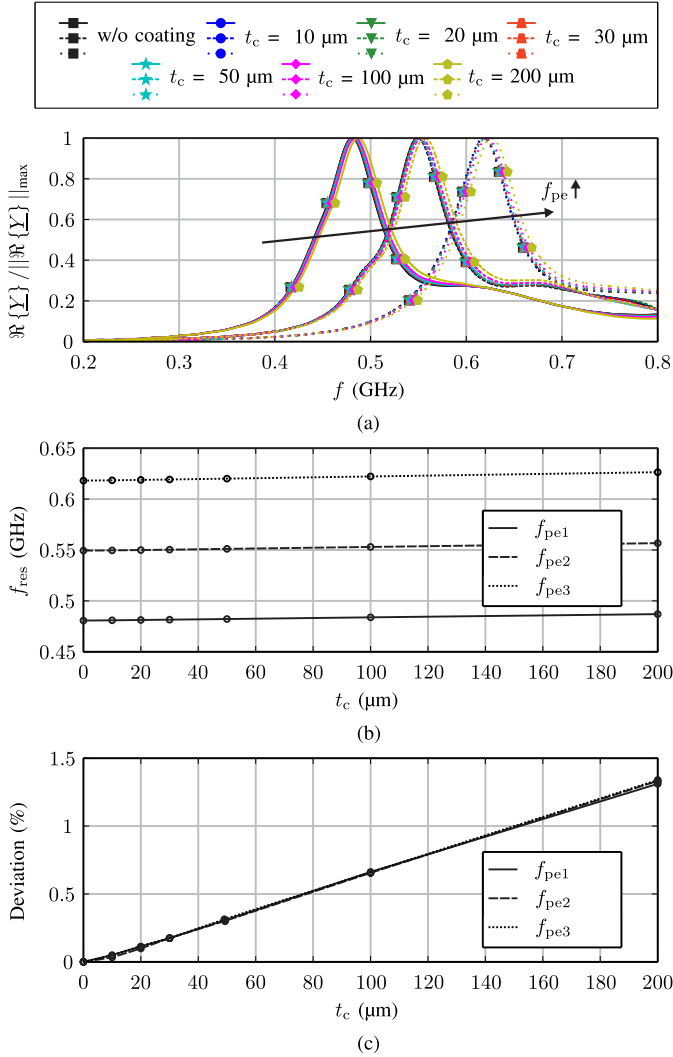 w/o coating t_c = 10 µm t_c = 20 µm t_c = 30 µm
t_c = 50 µm t_c = 100 µm t_c = 200 µm
ℜ{Y}/||ℜ{Y}||max
1
0.8
0.6
0.4
0.2
0
f_pe
0.2 0.3 0.4 0.5 0.6 0.7 0.8
f (GHz)
(a)
f_res (GHz)
0.65
0.6
0.55
0.5
0.45
f_pe1
f_pe2
f_pe3
0 20 40 60 80 100 120 140 160 180 200
t_c (µm)
(b)
Deviation (%)
1.5
1
0.5
0
f_pe1
f_pe2
f_pe3
0 20 40 60 80 100 120 140 160 180 200
t_c (µm)
(c)